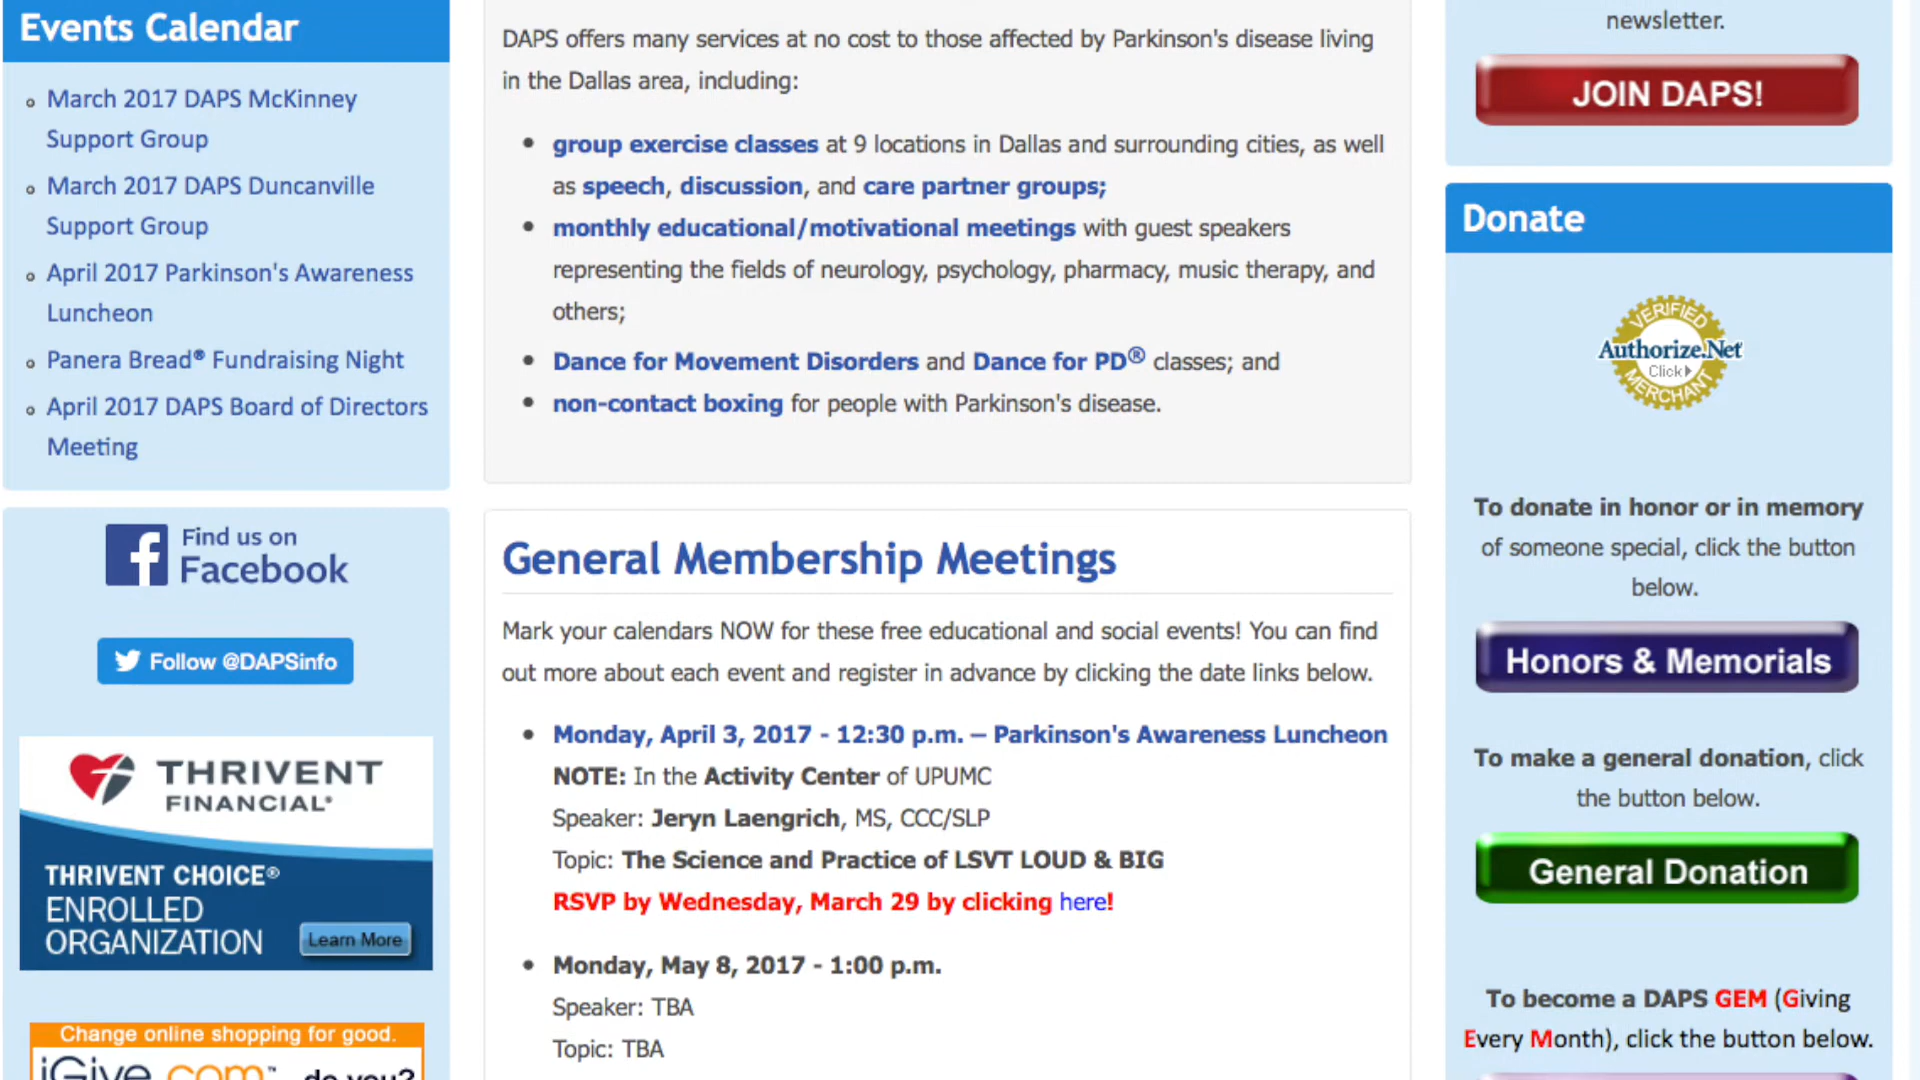 Events Calendar
March 2017 DAPS McKinney
Support Group
March 2017 DAPS Duncanville
Support Group
April 2017 Parkinson's Awareness
Luncheon
Panera Bread® Fundraising Night
April 2017 DAPS Board of Directors
Meeting
Find us on
Facebook
Follow @DAPSinfo
THRIVENT
FINANCIAL®
THRIVENT CHOICE®
ENROLLED
ORGANIZATION
Learn More
Change online shopping for good.
iGive.com™ do you?
DAPS offers many services at no cost to those affected by Parkinson's disease living
in the Dallas area, including:
group exercise classes at 9 locations in Dallas and surrounding cities, as well
as speech, discussion, and care partner groups;
monthly educational/motivational meetings with guest speakers
representing the fields of neurology, psychology, pharmacy, music therapy, and
others;
Dance for Movement Disorders and Dance for PD® classes; and
non-contact boxing for people with Parkinson's disease.
General Membership Meetings
Mark your calendars NOW for these free educational and social events! You can find
out more about each event and register in advance by clicking the date links below.
Monday, April 3, 2017 - 12:30 p.m. – Parkinson's Awareness Luncheon
NOTE: In the Activity Center of UPUMC
Speaker: Jeryn Laengrich, MS, CCC/SLP
Topic: The Science and Practice of LSVT LOUD & BIG
RSVP by Wednesday, March 29 by clicking here!
Monday, May 8, 2017 - 1:00 p.m.
Speaker: TBA
Topic: TBA
newsletter.
JOIN DAPS!
Donate
VERIFIED
Authorize.Net
Click
MERCHANT
To donate in honor or in memory
of someone special, click the button
below.
Honors & Memorials
To make a general donation, click
the button below.
General Donation
To become a DAPS GEM (Giving
Every Month), click the button below.